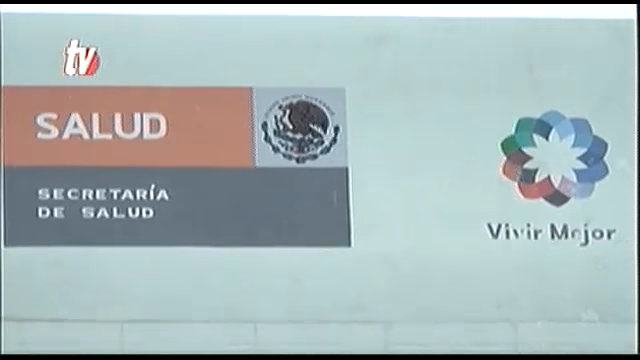 tv
SALUD
SECRETARÍA
DE SALUD
Vivir Mejor